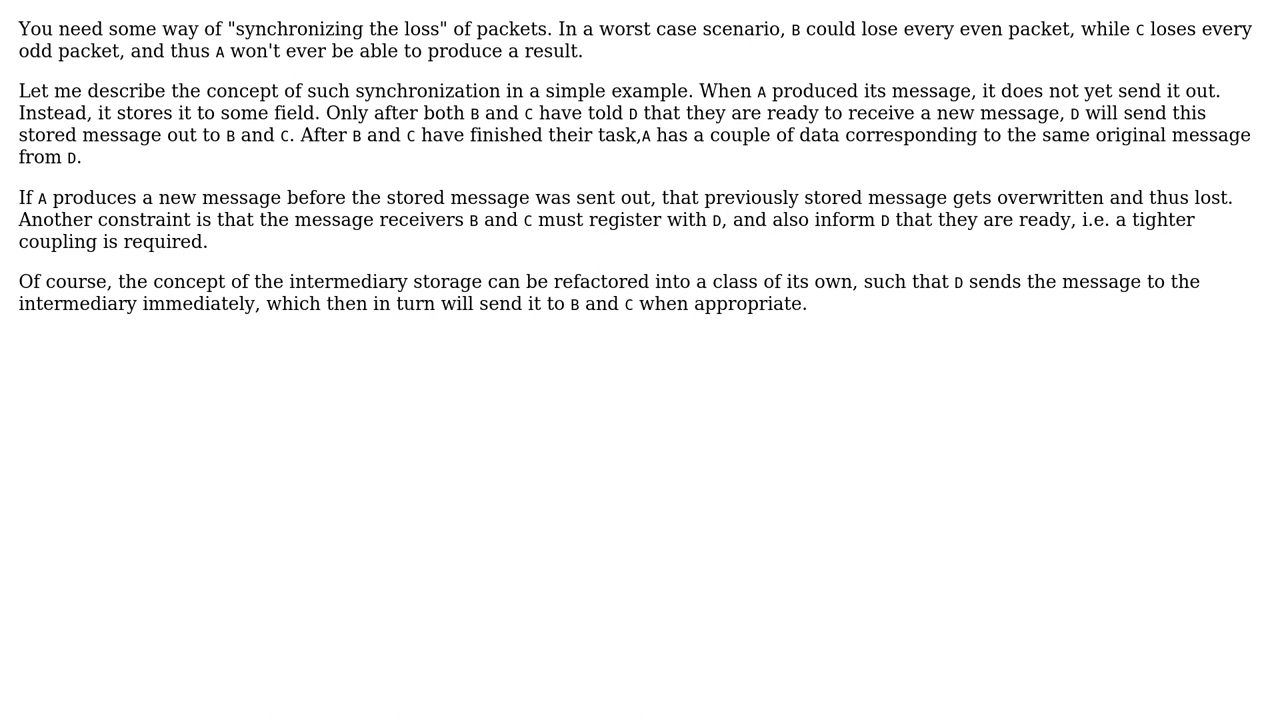 You need some way of "synchronizing the loss" of packets. In a worst case scenario, B could lose every even packet, while C loses every
odd packet, and thus A won't ever be able to produce a result.
Let me describe the concept of such synchronization in a simple example. When A produced its message, it does not yet send it out.
Instead, it stores it to some field. Only after both B and C have told D that they are ready to receive a new message, D will send this
stored message out to B and C. After B and C have finished their task,A has a couple of data corresponding to the same original message
from D.
If A produces a new message before the stored message was sent out, that previously stored message gets overwritten and thus lost.
Another constraint is that the message receivers B and C must register with D, and also inform D that they are ready, i.e. a tighter
coupling is required.
Of course, the concept of the intermediary storage can be refactored into a class of its own, such that D sends the message to the
intermediary immediately, which then in turn will send it to B and C when appropriate.